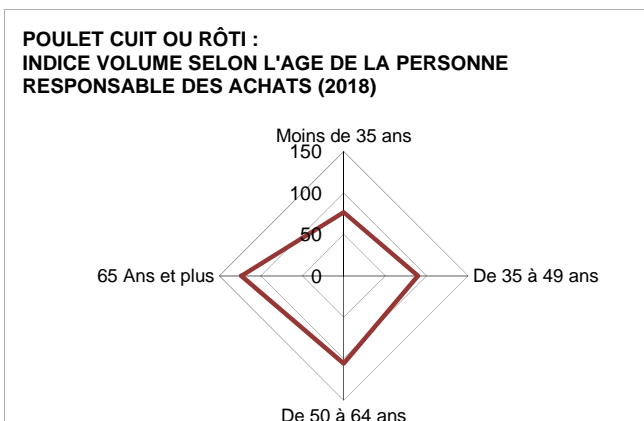 POULET CUIT OU RÔTI :
INDICE VOLUME SELON L'AGE DE LA PERSONNE
RESPONSABLE DES ACHATS (2018)
Moins de 35 ans
150
100
50
65 Ans et plus
0
De 35 à 49 ans
De 50 à 64 ans